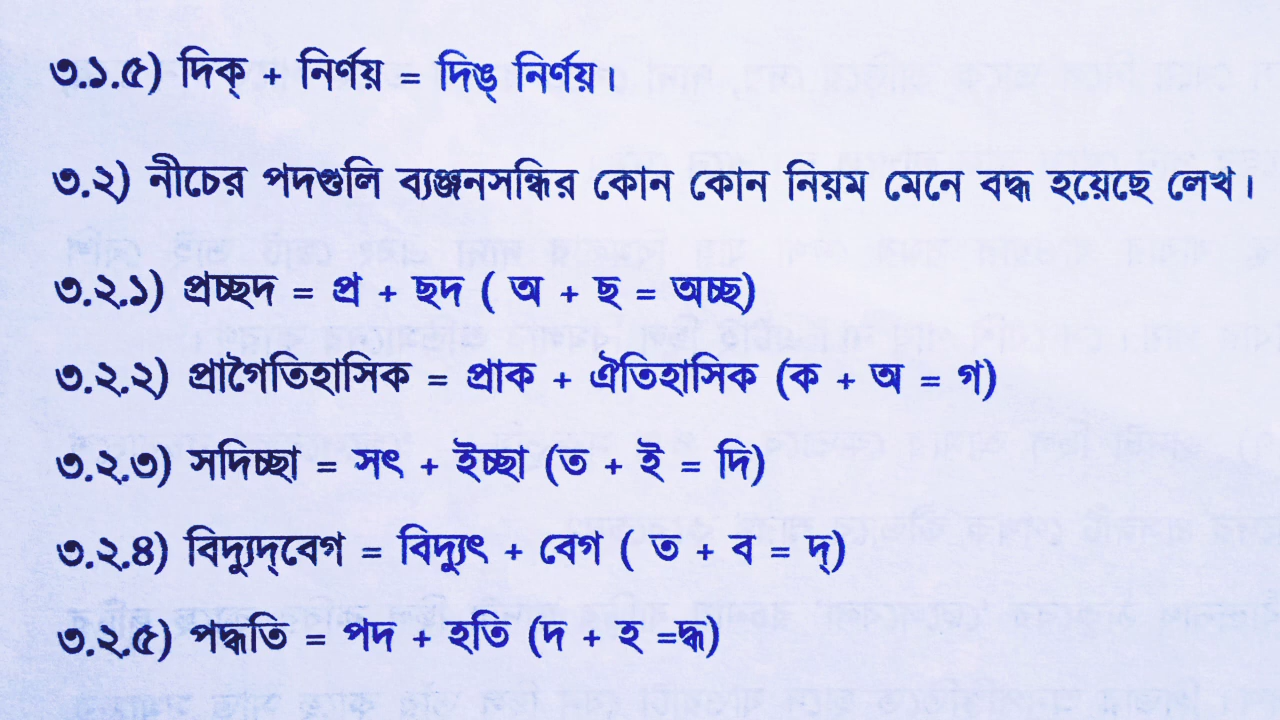 ৩.১.৫) দিক্ + নির্ণয় = দিঙ্ নির্ণয়।
৩.২) নীচের পদগুলি ব্যঞ্জনসন্ধির কোন কোন নিয়ম মেনে বদ্ধ হয়েছে লেখ।
৩.২.১) প্রচ্ছদ = প্র + ছদ ( অ + ছ = অচ্ছ)
৩.২.২) প্রাগৈতিহাসিক = প্রাক + ঐতিহাসিক (ক + অ = গ)
৩.২.৩) সদিচ্ছা = সৎ + ইচ্ছা (ত + ই = দি)
৩.২.৪) বিদ্যুদ্‌বেগ = বিদ্যুৎ + বেগ ( ত + ব = দ্)
৩.২.৫) পদ্ধতি = পদ + হতি (দ + হ =দ্ধ)